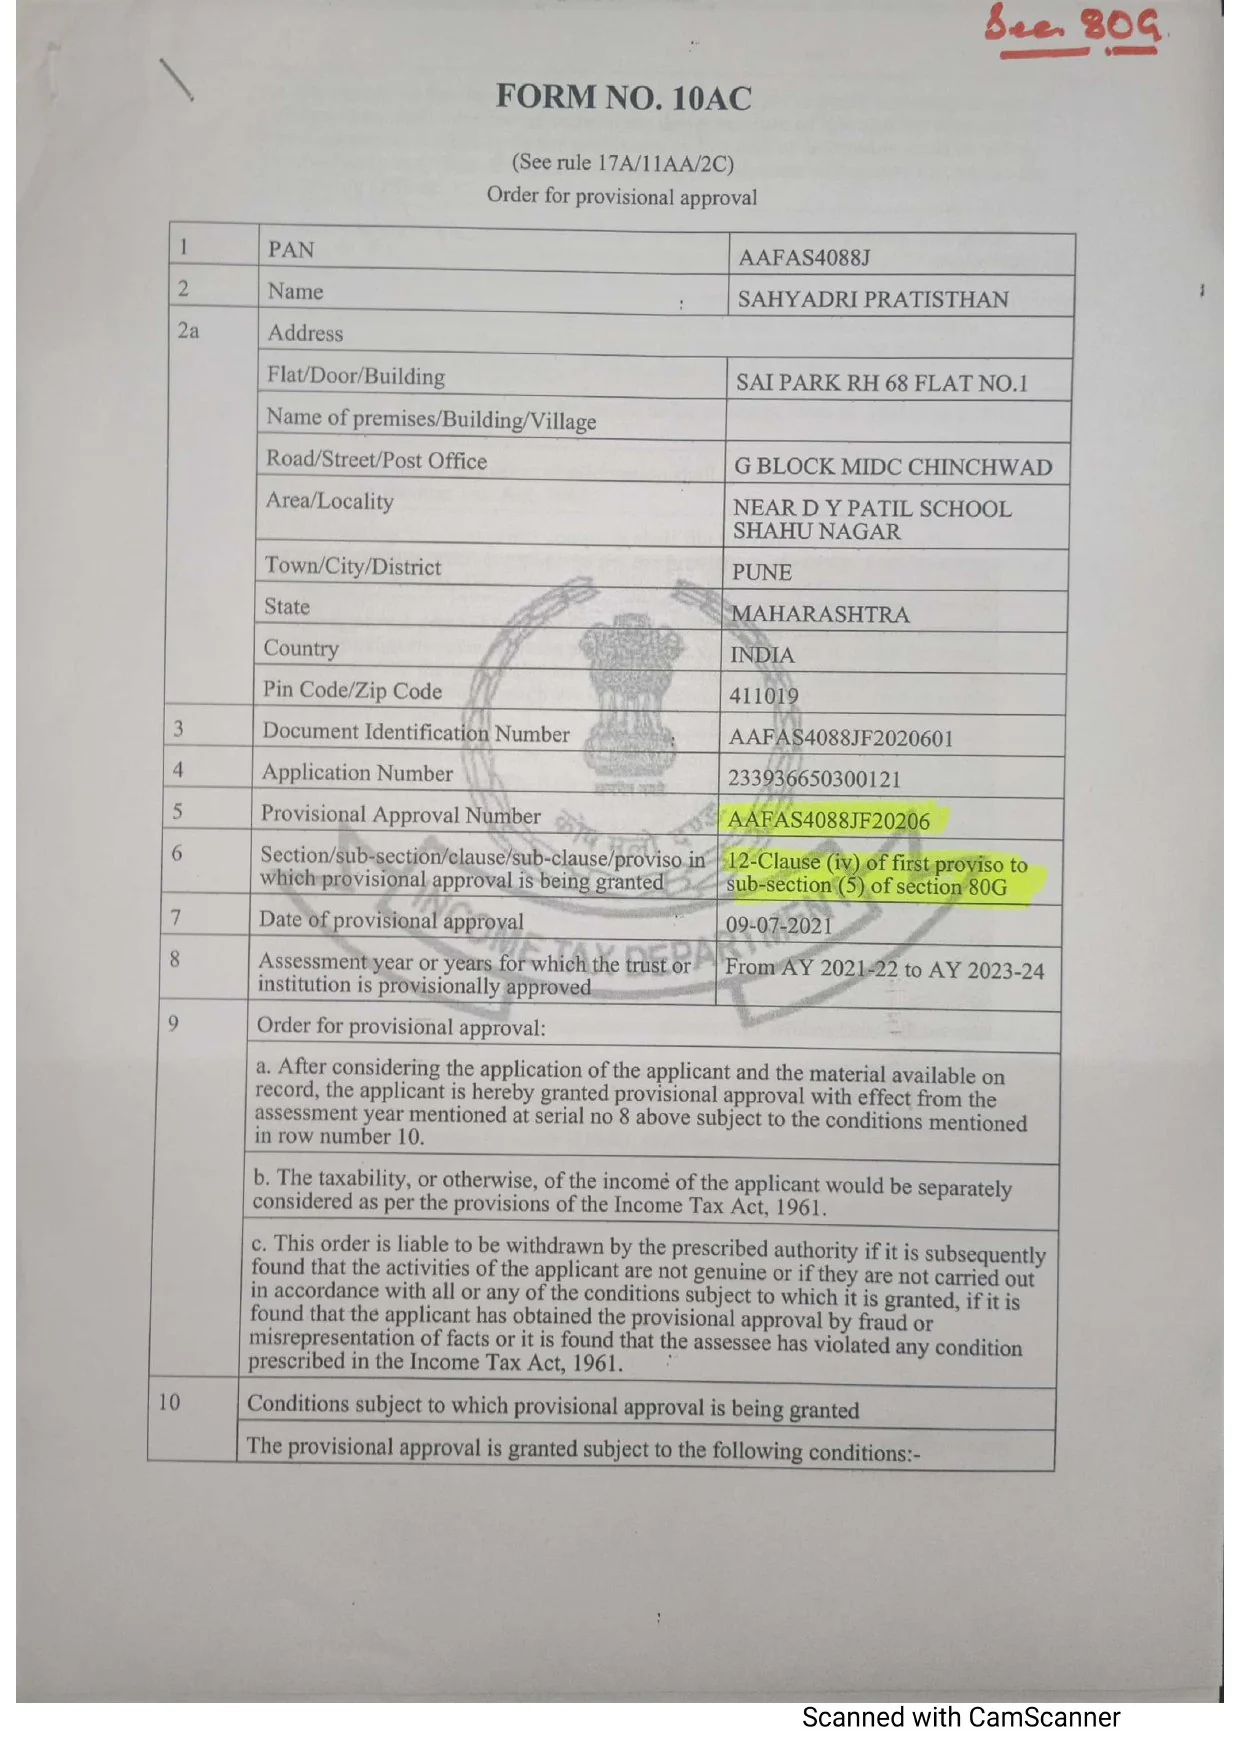 Sec. 80G.
FORM NO. 10AC
(See rule 17A/11AA/2C)
Order for provisional approval
1 PAN AAFAS4088J
2 Name : SAHYADRI PRATISTHAN
2a Address
Flat/Door/Building SAI PARK RH 68 FLAT NO.1
Name of premises/Building/Village
Road/Street/Post Office G BLOCK MIDC CHINCHWAD
Area/Locality NEAR D Y PATIL SCHOOL
SHAHU NAGAR
Town/City/District PUNE
State MAHARASHTRA
Country INDIA
Pin Code/Zip Code 411019
3 Document Identification Number AAFAS4088JF2020601
4 Application Number 233936650300121
5 Provisional Approval Number AAFAS4088JF20206
6 Section/sub-section/clause/sub-clause/proviso in 12-Clause (iv) of first proviso to
which provisional approval is being granted sub-section (5) of section 80G
7 Date of provisional approval 09-07-2021
8 Assessment year or years for which the trust or From AY 2021-22 to AY 2023-24
institution is provisionally approved
कोष मूलो दण्ड
INCOME TAX DEPARTMENT
9 Order for provisional approval:
a. After considering the application of the applicant and the material available on
record, the applicant is hereby granted provisional approval with effect from the
assessment year mentioned at serial no 8 above subject to the conditions mentioned
in row number 10.
b. The taxability, or otherwise, of the income of the applicant would be separately
considered as per the provisions of the Income Tax Act, 1961.
c. This order is liable to be withdrawn by the prescribed authority if it is subsequently
found that the activities of the applicant are not genuine or if they are not carried out
in accordance with all or any of the conditions subject to which it is granted, if it is
found that the applicant has obtained the provisional approval by fraud or
misrepresentation of facts or it is found that the assessee has violated any condition
prescribed in the Income Tax Act, 1961.
10 Conditions subject to which provisional approval is being granted
The provisional approval is granted subject to the following conditions:-
Scanned with CamScanner